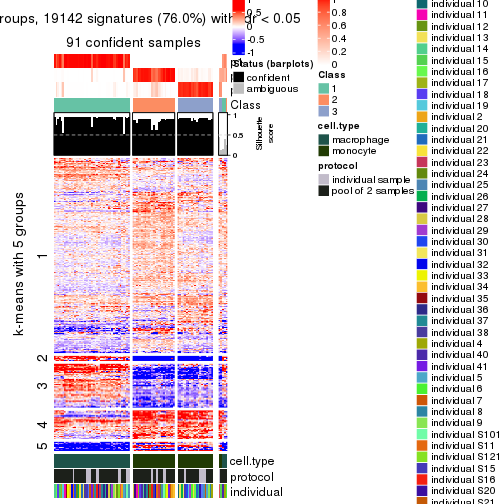 roups, 19142 signatures (76.0%) with fdr < 0.05
91 confident samples
k-means with 5 groups
1
2
3
4
5
Class
1
0.5
0
Silhouette
score
cell.type
protocol
individual
0.5
0
-0.5
-1
Status (barplots)
confident
ambiguous
0.8
0.6
0.4
0.2
0
Class
1
2
3
cell.type
macrophage
monocyte
protocol
individual sample
pool of 2 samples
individual 10
individual 11
individual 12
individual 13
individual 14
individual 15
individual 16
individual 17
individual 18
individual 19
individual 2
individual 20
individual 21
individual 22
individual 23
individual 24
individual 25
individual 26
individual 27
individual 28
individual 29
individual 30
individual 31
individual 32
individual 33
individual 34
individual 35
individual 36
individual 37
individual 38
individual 4
individual 40
individual 41
individual 5
individual 6
individual 7
individual 8
individual 9
individual S101
individual S11
individual S121
individual S15
individual S16
individual S20
individual S21